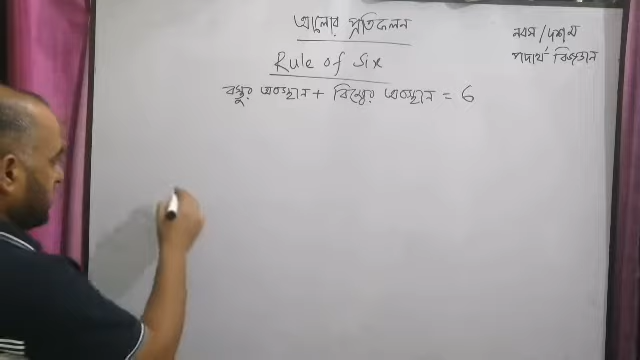 আলোর প্রতিফলন
নবম/দশম
পদার্থ বিজ্ঞান
Rule of Six
বস্তুর অবস্থান + বিম্বের অবস্থান = 6